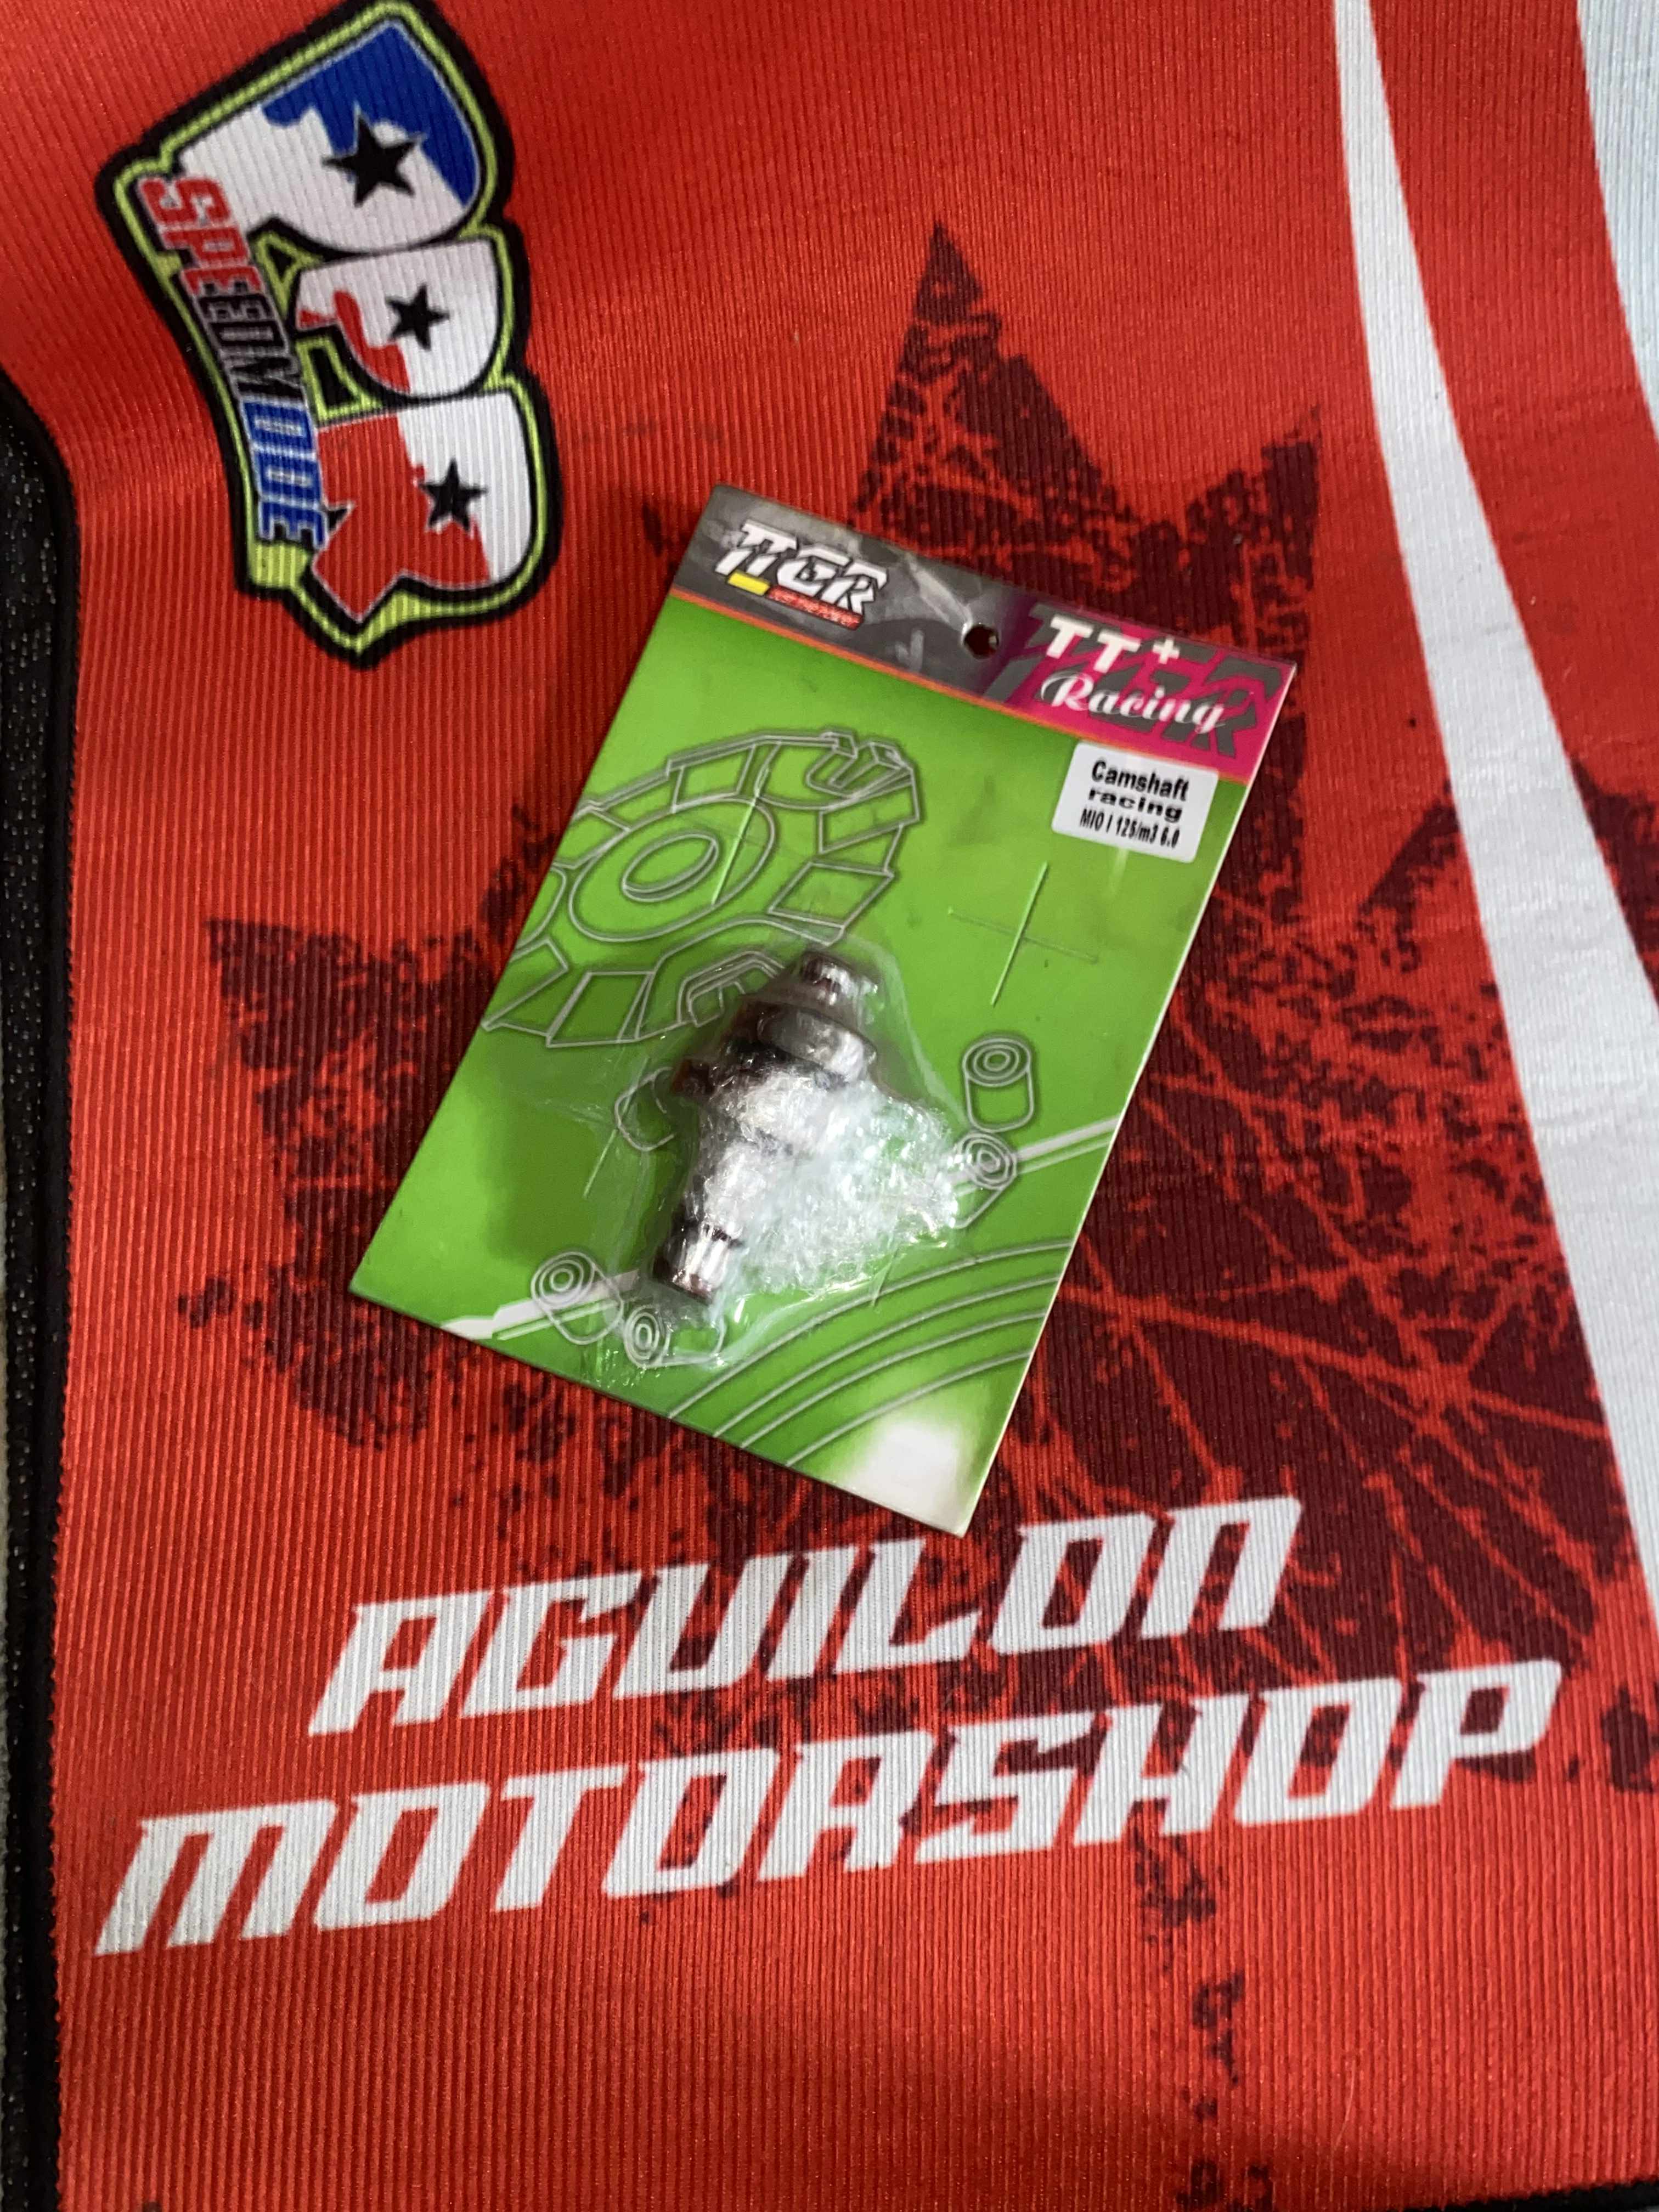 SPEEDMODE
TTGR
TT+
Racing
Camshaft
racing
MIO I 125/m3 6.0
AGUILON
MOTORSHOP